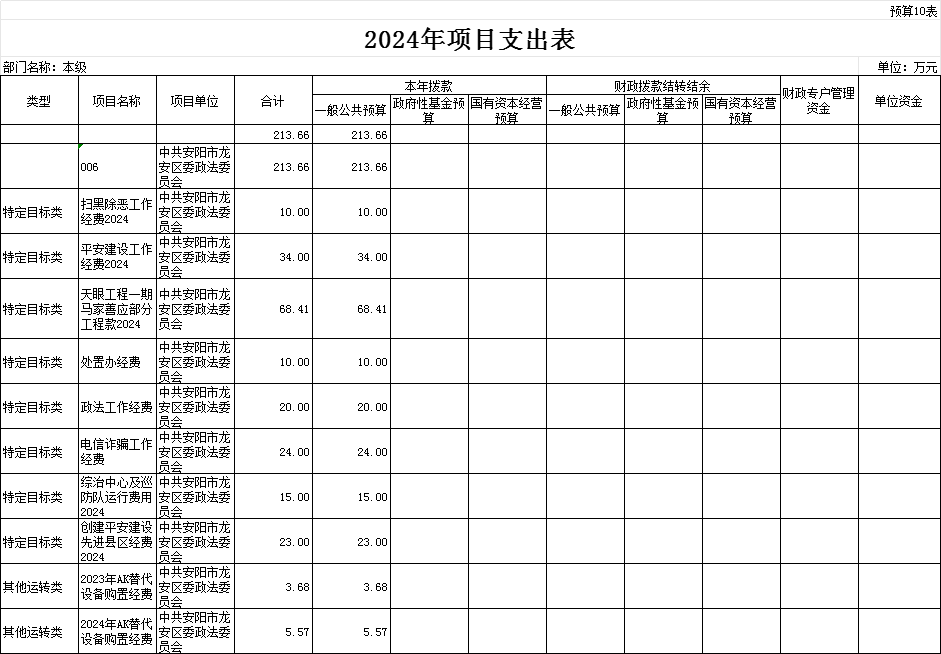 预算10表
2024年项目支出表
部门名称：本级 单位：万元
类型 项目名称 项目单位 合计 本年拨款 财政拨款结转结余 财政专户管理资金 单位资金
一般公共预算 政府性基金预算 国有资本经营预算 一般公共预算 政府性基金预算 国有资本经营预算
213.66 213.66
006 中共安阳市龙安区委政法委员会 213.66 213.66
特定目标类 扫黑除恶工作经费2024 中共安阳市龙安区委政法委员会 10.00 10.00
特定目标类 平安建设工作经费2024 中共安阳市龙安区委政法委员会 34.00 34.00
特定目标类 天眼工程一期马家善应部分工程款2024 中共安阳市龙安区委政法委员会 68.41 68.41
特定目标类 处置办经费 中共安阳市龙安区委政法委员会 10.00 10.00
特定目标类 政法工作经费 中共安阳市龙安区委政法委员会 20.00 20.00
特定目标类 电信诈骗工作经费 中共安阳市龙安区委政法委员会 24.00 24.00
特定目标类 综治中心及巡防队运行费用2024 中共安阳市龙安区委政法委员会 15.00 15.00
特定目标类 创建平安建设先进县区经费2024 中共安阳市龙安区委政法委员会 23.00 23.00
其他运转类 2023年AK替代设备购置经费 中共安阳市龙安区委政法委员会 3.68 3.68
其他运转类 2024年AK替代设备购置经费 中共安阳市龙安区委政法委员会 5.57 5.57